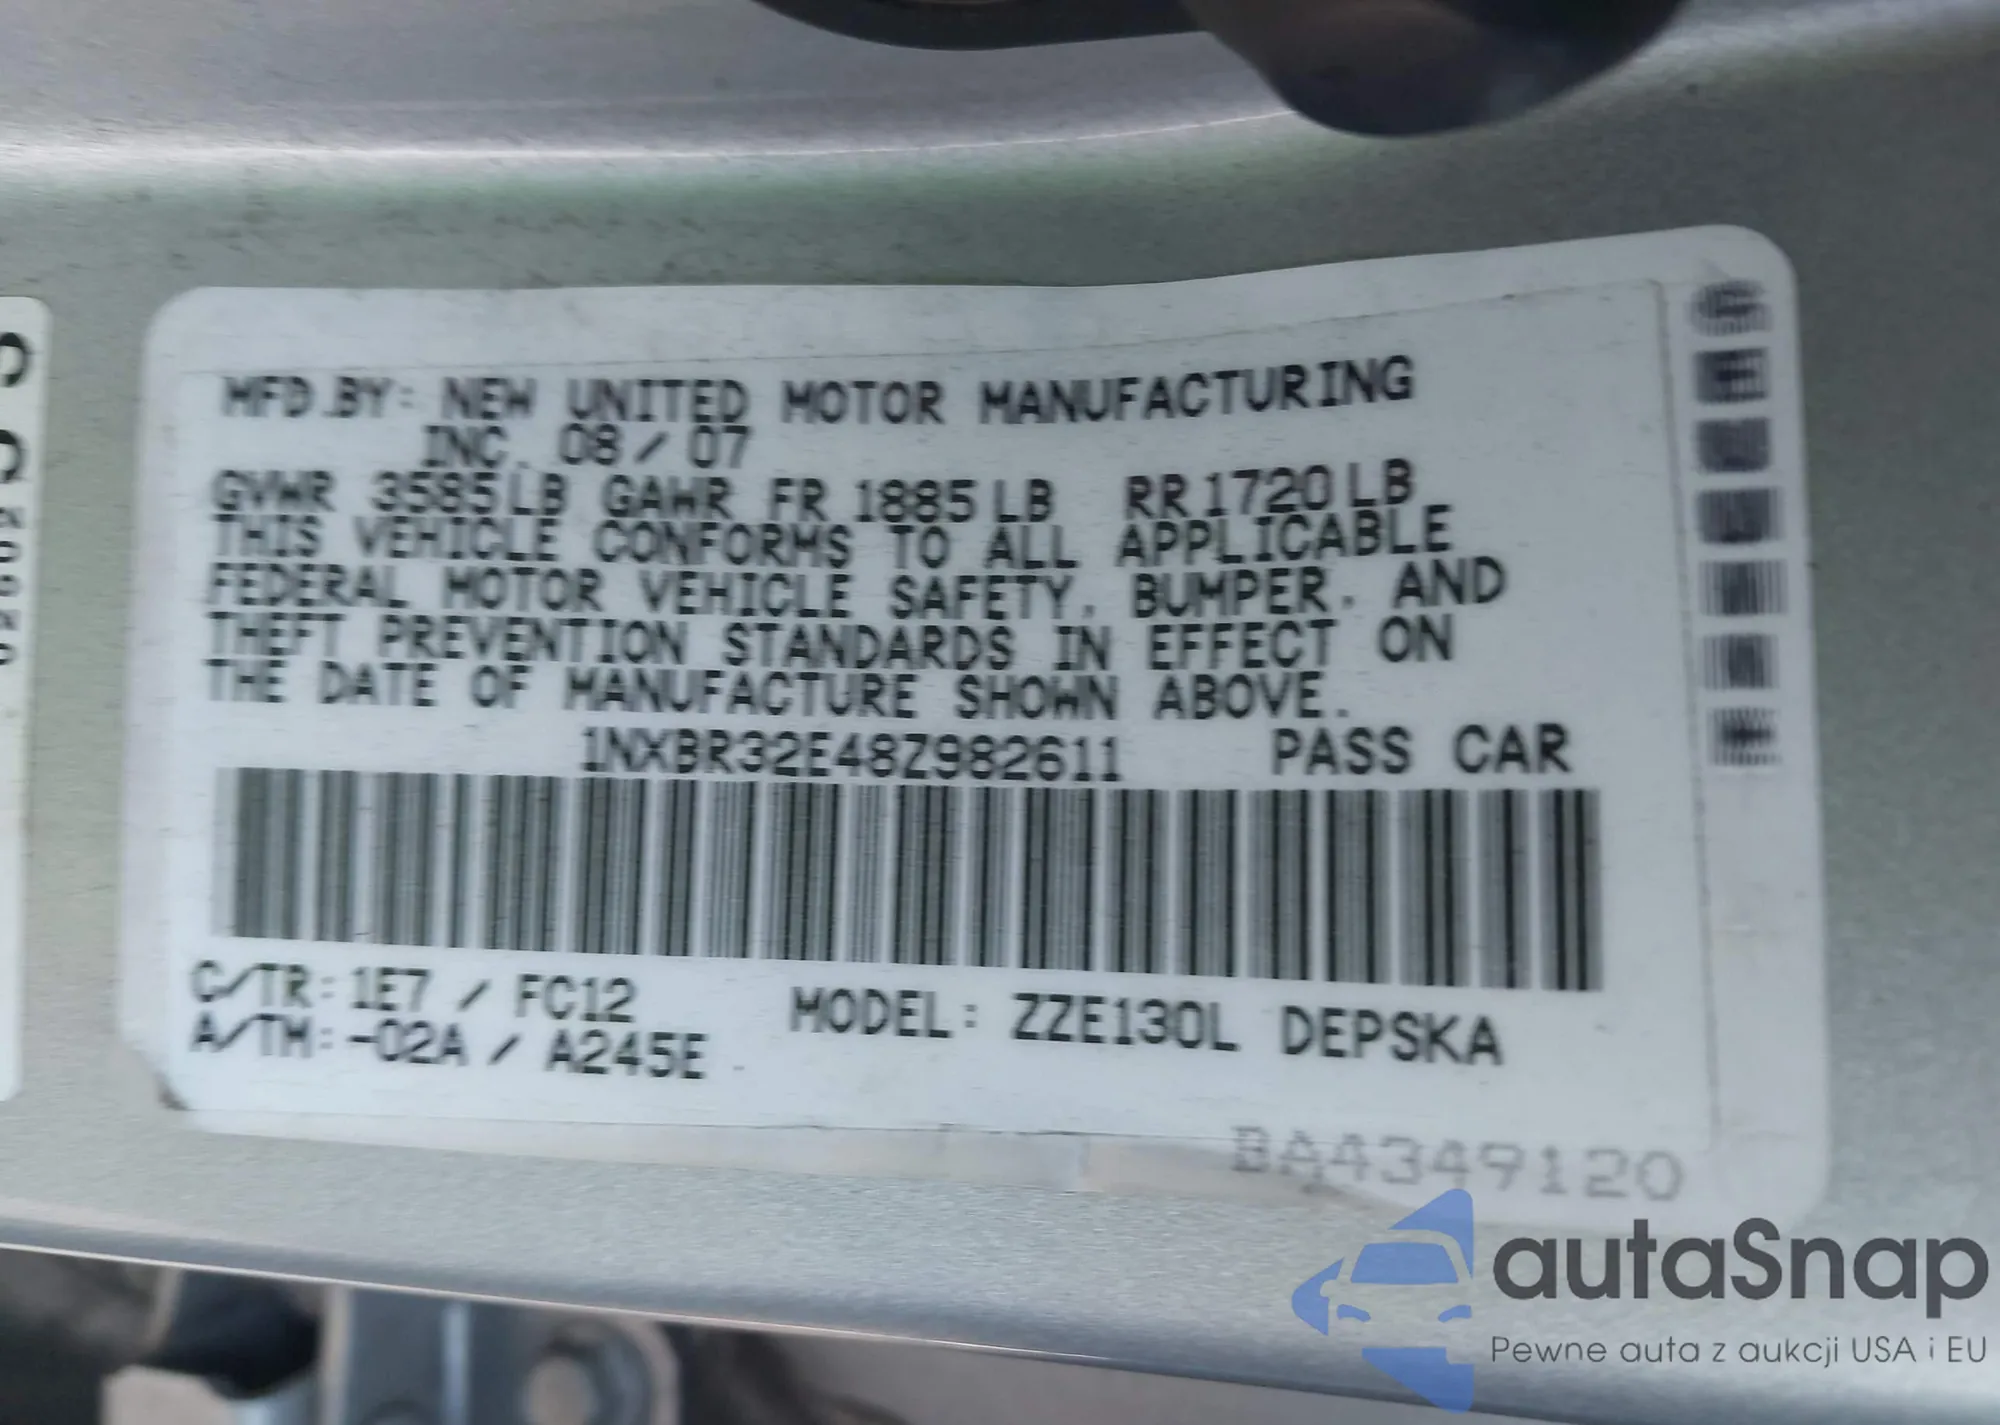 MFD.BY: NEW UNITED MOTOR MANUFACTURING
INC. 08/07
GVWR 3585LB GAWR FR 1885LB RR 1720LB
THIS VEHICLE CONFORMS TO ALL APPLICABLE
FEDERAL MOTOR VEHICLE SAFETY, BUMPER, AND
THEFT PREVENTION STANDARDS IN EFFECT ON
THE DATE OF MANUFACTURE SHOWN ABOVE.
1NXBR32E48Z982611 PASS CAR
C/TR: 1E7 / FC12
A/TM: -02A / A245E
MODEL: ZZE130L DEPSKA
BA4349120
autaSnap
Pewne auta z aukcji USA i EU